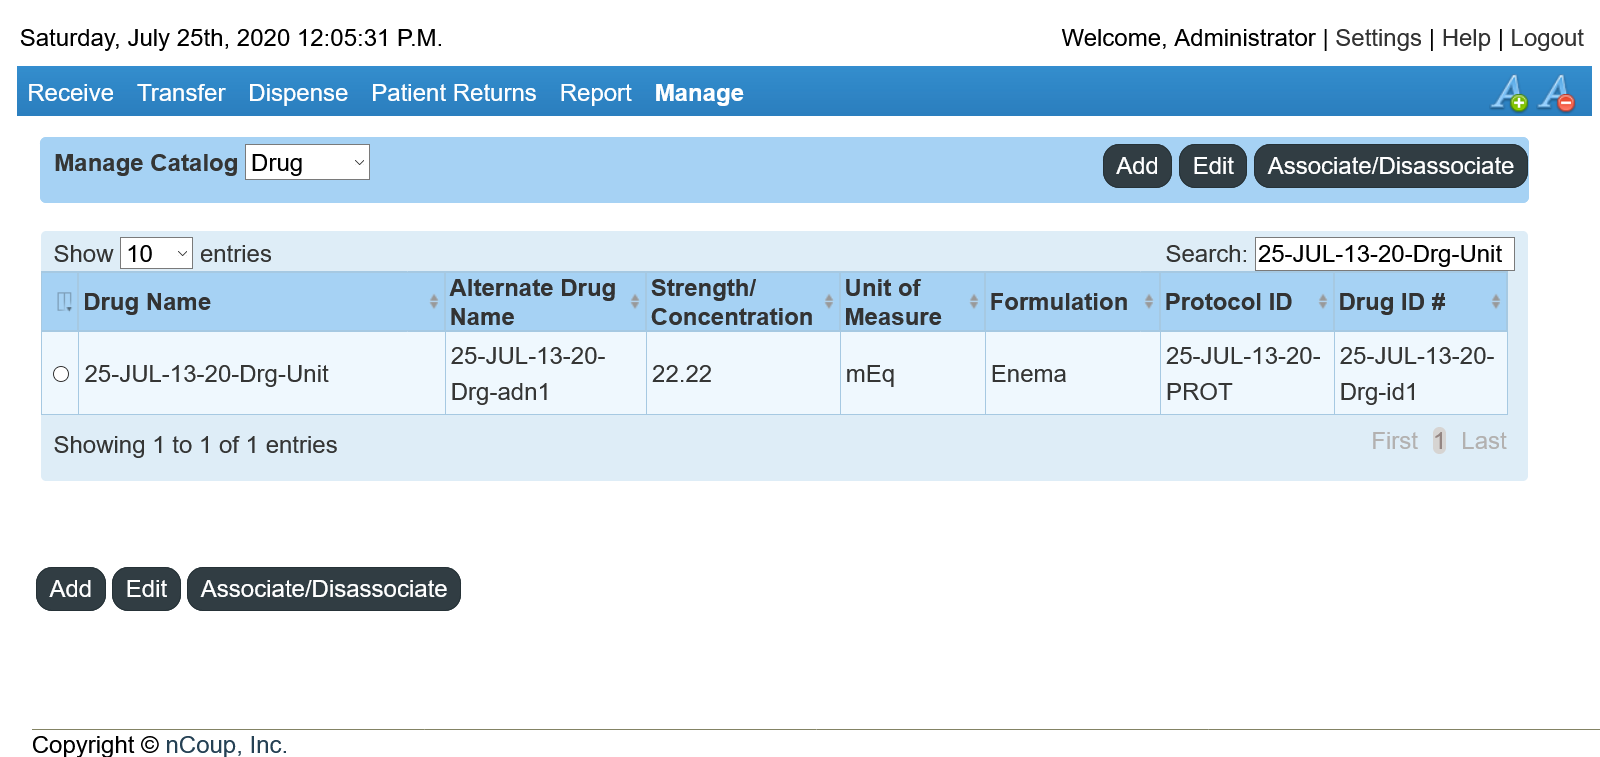 Saturday, July 25th, 2020 12:05:31 P.M.
Welcome, Administrator | Settings | Help | Logout
Receive Transfer Dispense Patient Returns Report Manage
Manage Catalog Drug
Add Edit Associate/Disassociate
Show 10 entries
Search: 25-JUL-13-20-Drg-Unit
Drug Name
Alternate Drug
Name
Strength/
Concentration
Unit of
Measure
Formulation
Protocol ID
Drug ID #
25-JUL-13-20-Drg-Unit
25-JUL-13-20-
Drg-adn1
22.22
mEq
Enema
25-JUL-13-20-
PROT
25-JUL-13-20-
Drg-id1
Showing 1 to 1 of 1 entries
First 1 Last
Add Edit Associate/Disassociate
Copyright © nCoup, Inc.